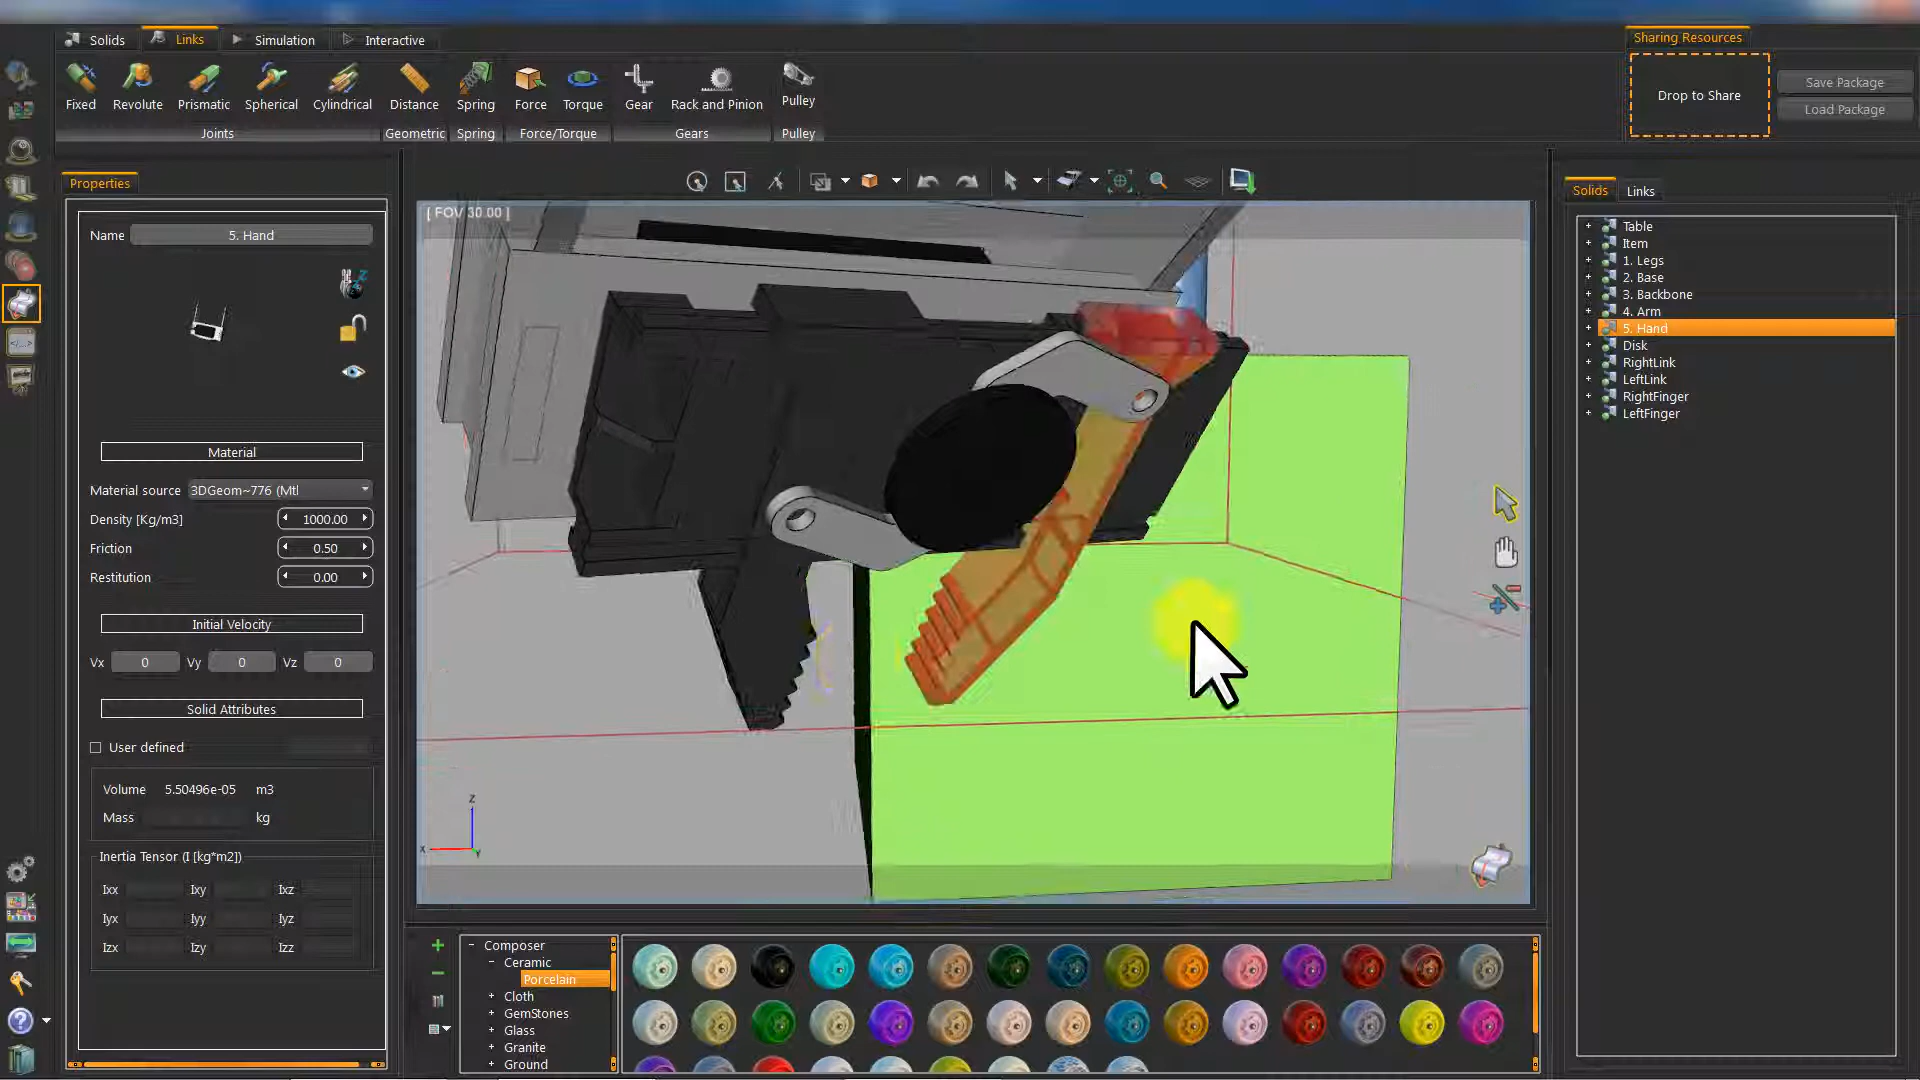 Solids Links Simulation Interactive
Sharing Resources
Fixed Revolute Prismatic Spherical Cylindrical Distance Spring Force Torque Gear Rack and Pinion Pulley
Joints Geometric Spring Force/Torque Gears Pulley
Drop to Share
Save Package
Load Package
Properties
Name 5. Hand
Material
Material source 3DGeom~776 (Mtl
Density [Kg/m3] 1000.00
Friction 0.50
Restitution 0.00
Initial Velocity
Vx 0 Vy 0 Vz 0
Solid Attributes
User defined
Volume 5.50496e-05 m3
Mass kg
Inertia Tensor (I [kg*m2])
Ixx Ixy Ixz
Iyx Iyy Iyz
Izx Izy Izz
[ FOV 30.00 ]
Z
X
Y
Composer
Ceramic
Porcelain
Cloth
GemStones
Glass
Granite
Ground
Solids Links
Table
Item
1. Legs
2. Base
3. Backbone
4. Arm
5. Hand
Disk
RightLink
LeftLink
RightFinger
LeftFinger